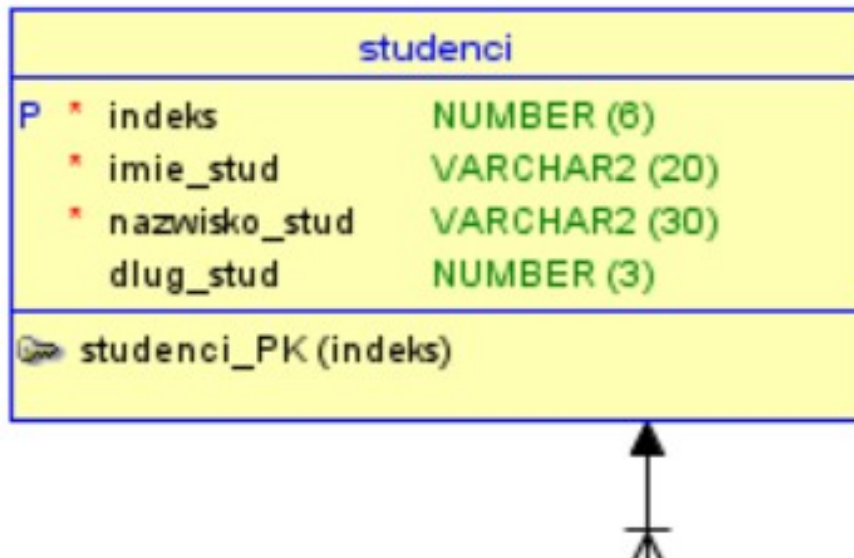 studenci
P * indeks NUMBER (6)
* imie_stud VARCHAR2 (20)
* nazwisko_stud VARCHAR2 (30)
dlug_stud NUMBER (3)
studenci_PK (indeks)